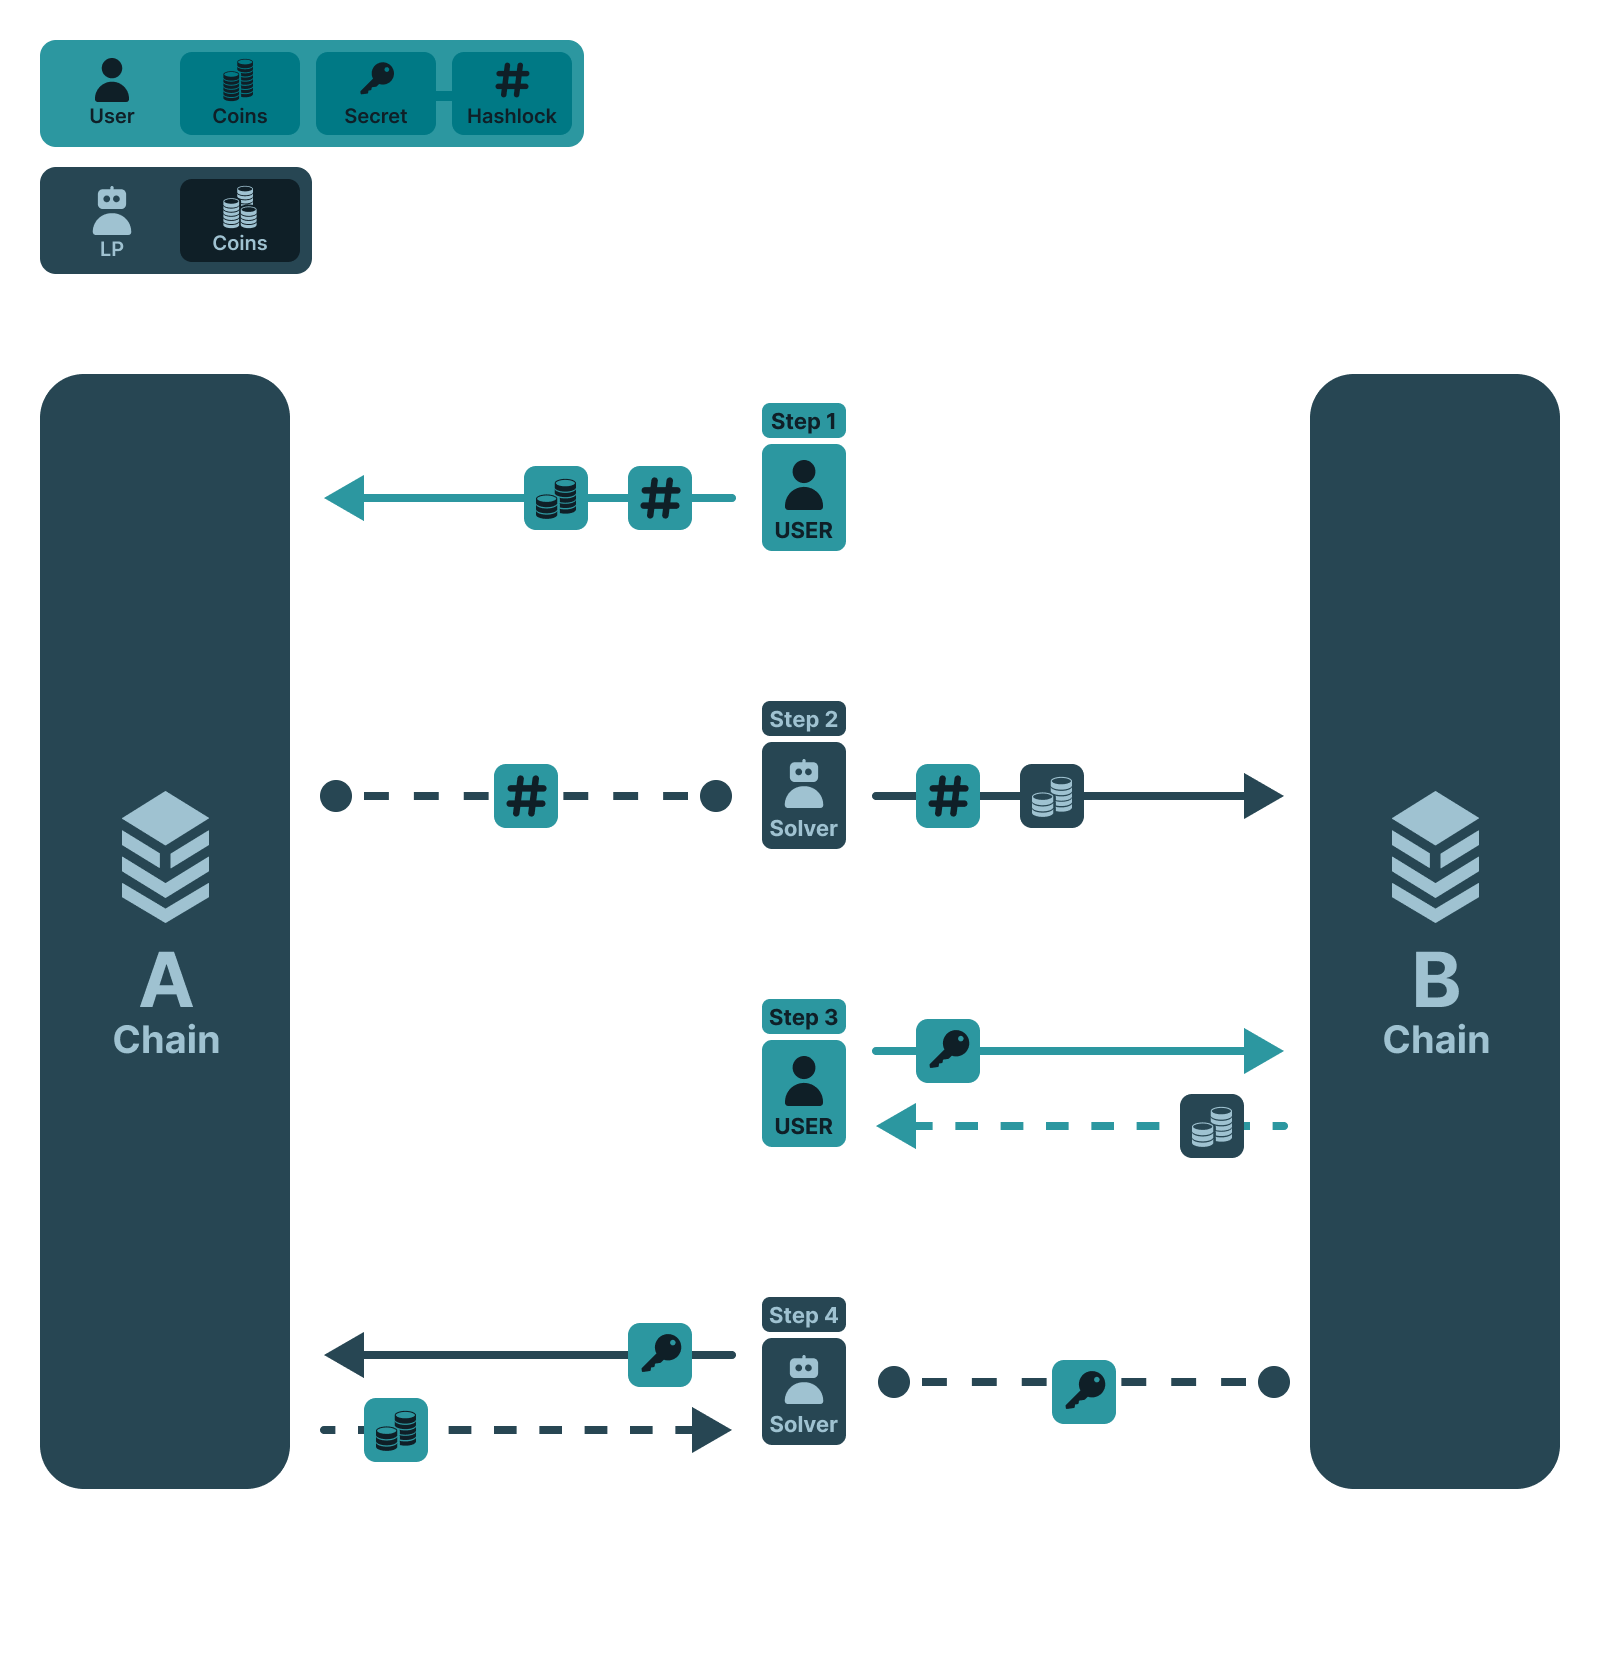 User
Coins
Secret
Hashlock
LP
Coins
Step 1
USER
Step 2
Solver
A
Chain
B
Chain
Step 3
USER
Step 4
Solver